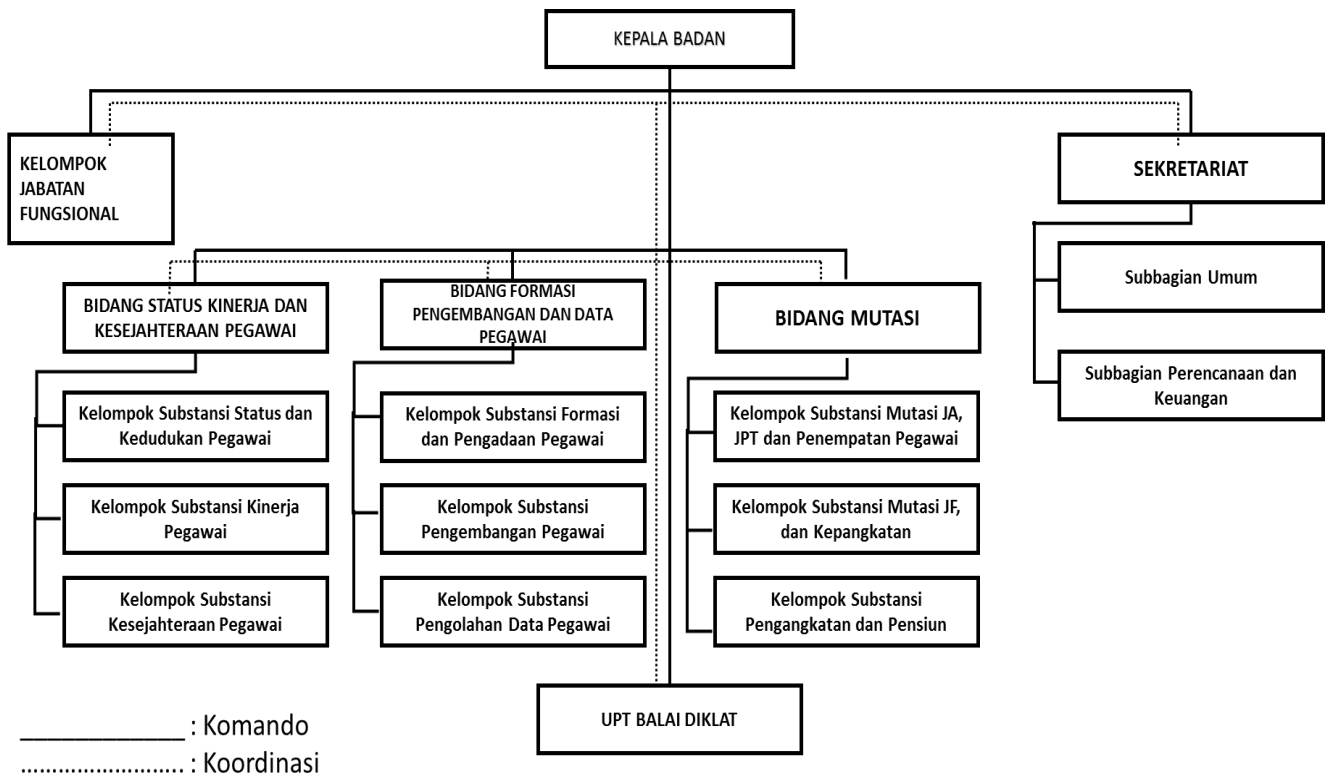 KEPALA BADAN
KELOMPOK
JABATAN
FUNGSIONAL
SEKRETARIAT
Subbagian Umum
Subbagian Perencanaan dan
Keuangan
BIDANG STATUS KINERJA DAN
KESEJAHTERAAN PEGAWAI
Kelompok Substansi Status dan
Kedudukan Pegawai
Kelompok Substansi Kinerja
Pegawai
Kelompok Substansi
Kesejahteraan Pegawai
BIDANG FORMASI
PENGEMBANGAN DAN DATA
PEGAWAI
Kelompok Substansi Formasi
dan Pengadaan Pegawai
Kelompok Substansi
Pengembangan Pegawai
Kelompok Substansi
Pengolahan Data Pegawai
BIDANG MUTASI
Kelompok Substansi Mutasi JA,
JPT dan Penempatan Pegawai
Kelompok Substansi Mutasi JF,
dan Kepangkatan
Kelompok Substansi
Pengangkatan dan Pensiun
UPT BALAI DIKLAT
_____________ : Komando
........................ : Koordinasi